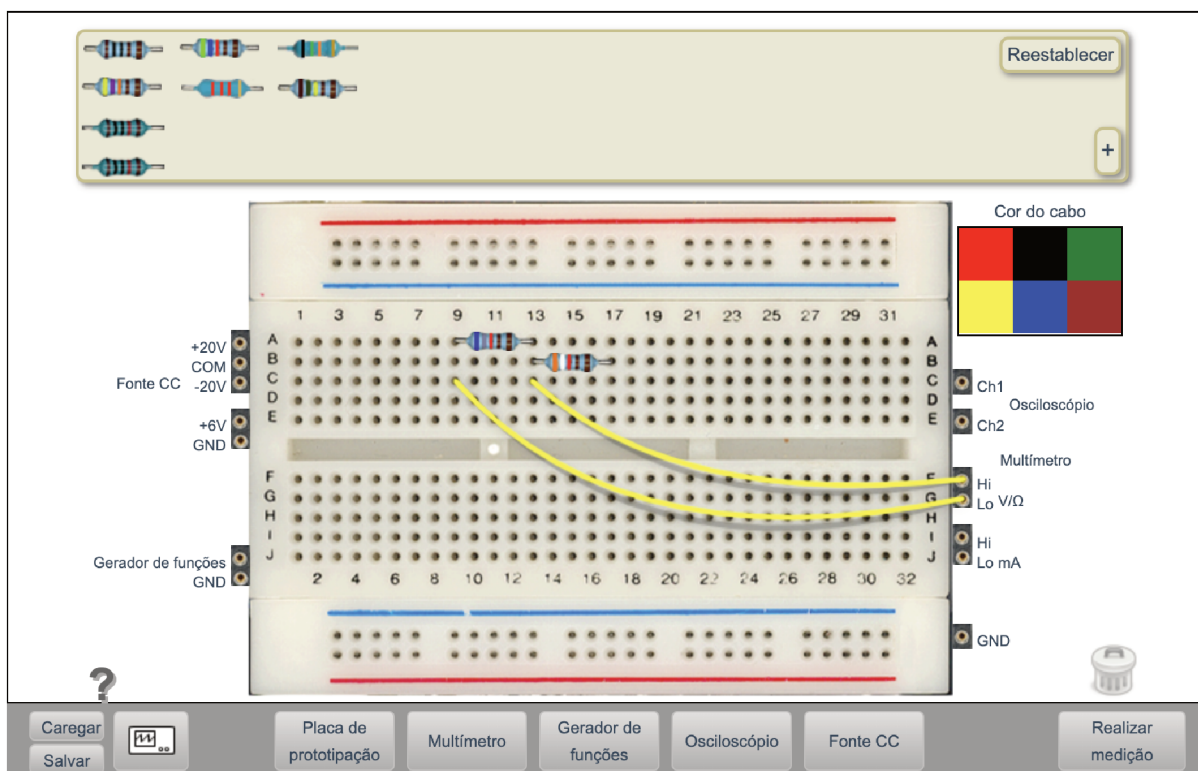 Reestablecer
+
Cor do cabo
1 3 5 7 9 11 13 15 17 19 21 23 25 27 29 31
A A
B B
C C
D D
E E
+20V
COM
Fonte CC -20V
+6V
GND
Ch1
Osciloscópio
Ch2
Multímetro
F F
G G
H H
I I
J J
Hi
Lo V/Ω
Hi
Lo mA
Gerador de funções
GND
2 4 6 8 10 12 14 16 18 20 22 24 26 28 30 32
GND
?
Caregar
Salvar
Placa de
prototipação
Multímetro
Gerador de
funções
Osciloscópio
Fonte CC
Realizar
medição